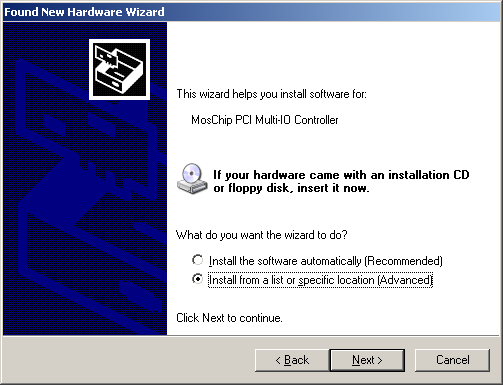 Found New Hardware Wizard
This wizard helps you install software for:
MosChip PCI Multi-IO Controller
If your hardware came with an installation CD
or floppy disk, insert it now.
What do you want the wizard to do?
Install the software automatically (Recommended)
Install from a list or specific location (Advanced)
Click Next to continue.
< Back
Next >
Cancel